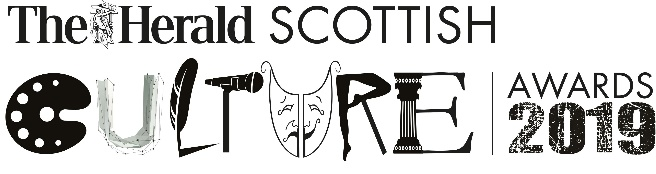 The Herald SCOTTISH
CULTURE
AWARDS
2019